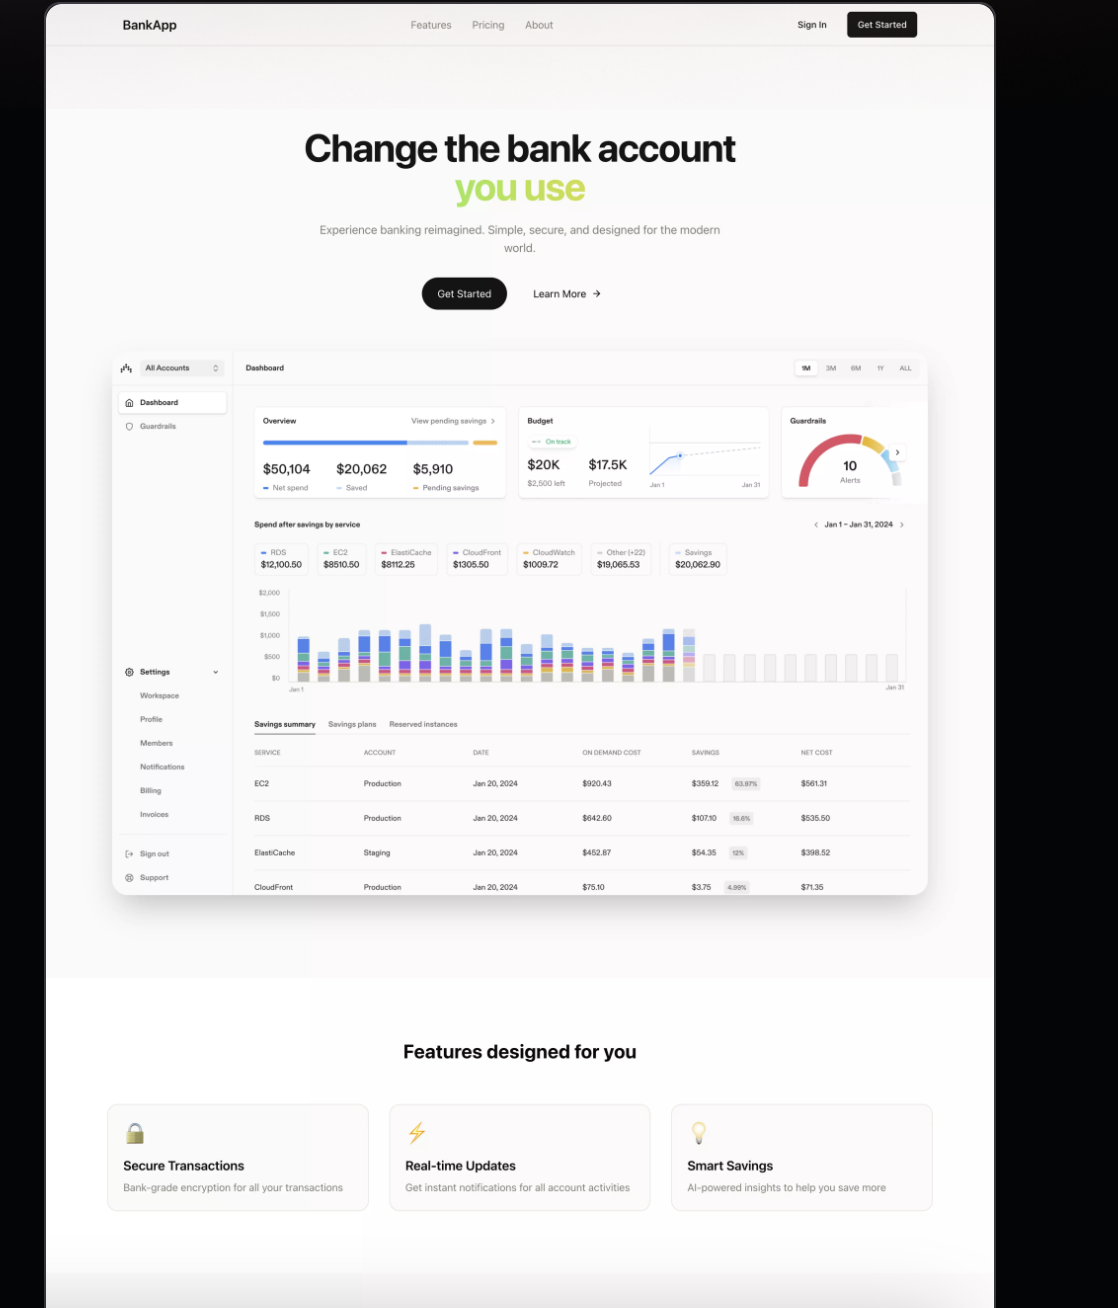 BankApp
Features
Pricing
About
Sign In
Get Started
Change the bank account
you use
Experience banking reimagined. Simple, secure, and designed for the modern
world.
Get Started
Learn More →
All Accounts
Dashboard
1M 3M 6M 1Y ALL
Dashboard
Guardrails
Overview
View pending savings
$50,104 $20,062 $5,910
Net spend Saved Pending savings
Budget
On track
$20K $17.5K
$2,500 left Projected
Jan 1 Jan 31
Guardrails
10
Alerts
Spend after savings by service
Jan 1 – Jan 31, 2024
RDS
$12,100.50
EC2
$8510.50
ElastiCache
$8112.25
CloudFront
$1305.50
CloudWatch
$1009.72
Other (+22)
$19,065.53
Savings
$20,062.90
$2,000
$1,500
$1,000
$500
$0
Jan 1 Jan 31
Settings
Workspace
Profile
Members
Notifications
Billing
Invoices
Sign out
Support
Savings summary Savings plans Reserved instances
SERVICE ACCOUNT DATE ON DEMAND COST SAVINGS NET COST
EC2 Production Jan 20, 2024 $920.43 $359.12 63.97% $561.31
RDS Production Jan 20, 2024 $642.60 $107.10 16.6% $535.50
ElastiCache Staging Jan 20, 2024 $452.87 $54.35 12% $398.52
CloudFront Production Jan 20, 2024 $75.10 $3.75 4.99% $71.35
Features designed for you
Secure Transactions
Bank-grade encryption for all your transactions
Real-time Updates
Get instant notifications for all account activities
Smart Savings
AI-powered insights to help you save more